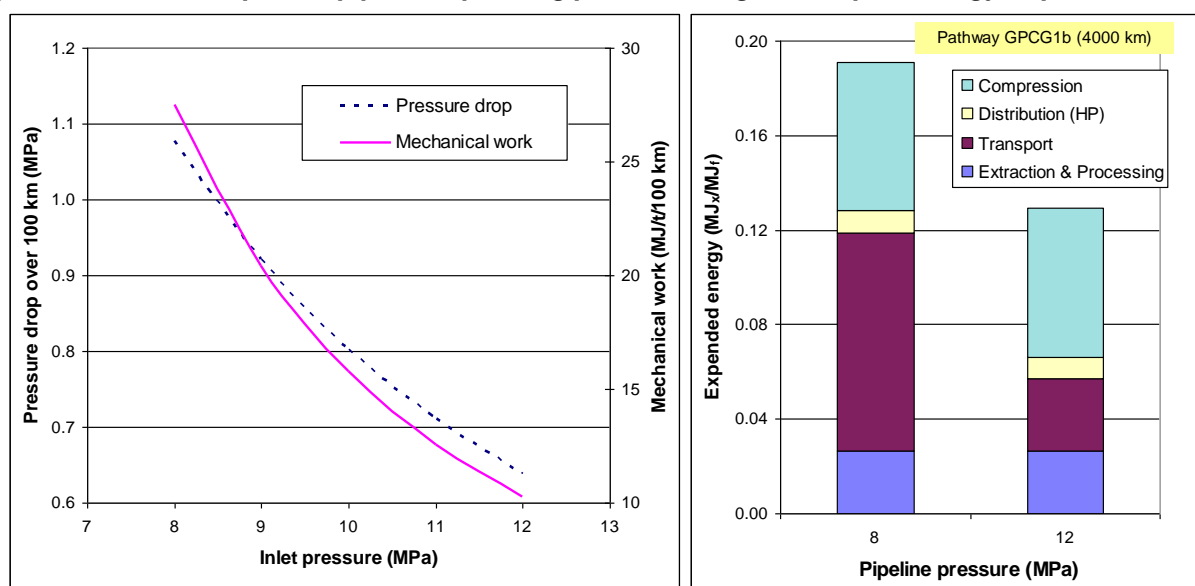 1.2
1.1
1.0
0.9
0.8
0.7
0.6
Pressure drop over 100 km (MPa)
Pressure drop
Mechanical work
30
25
20
15
10
Mechanical work (MJ/t/100 km)
7 8 9 10 11 12 13
Inlet pressure (MPa)
Pathway GPCG1b (4000 km)
0.20
0.16
0.12
0.08
0.04
0.00
Expended energy (MJx/MJf)
Compression
Distribution (HP)
Transport
Extraction & Processing
8 12
Pipeline pressure (MPa)